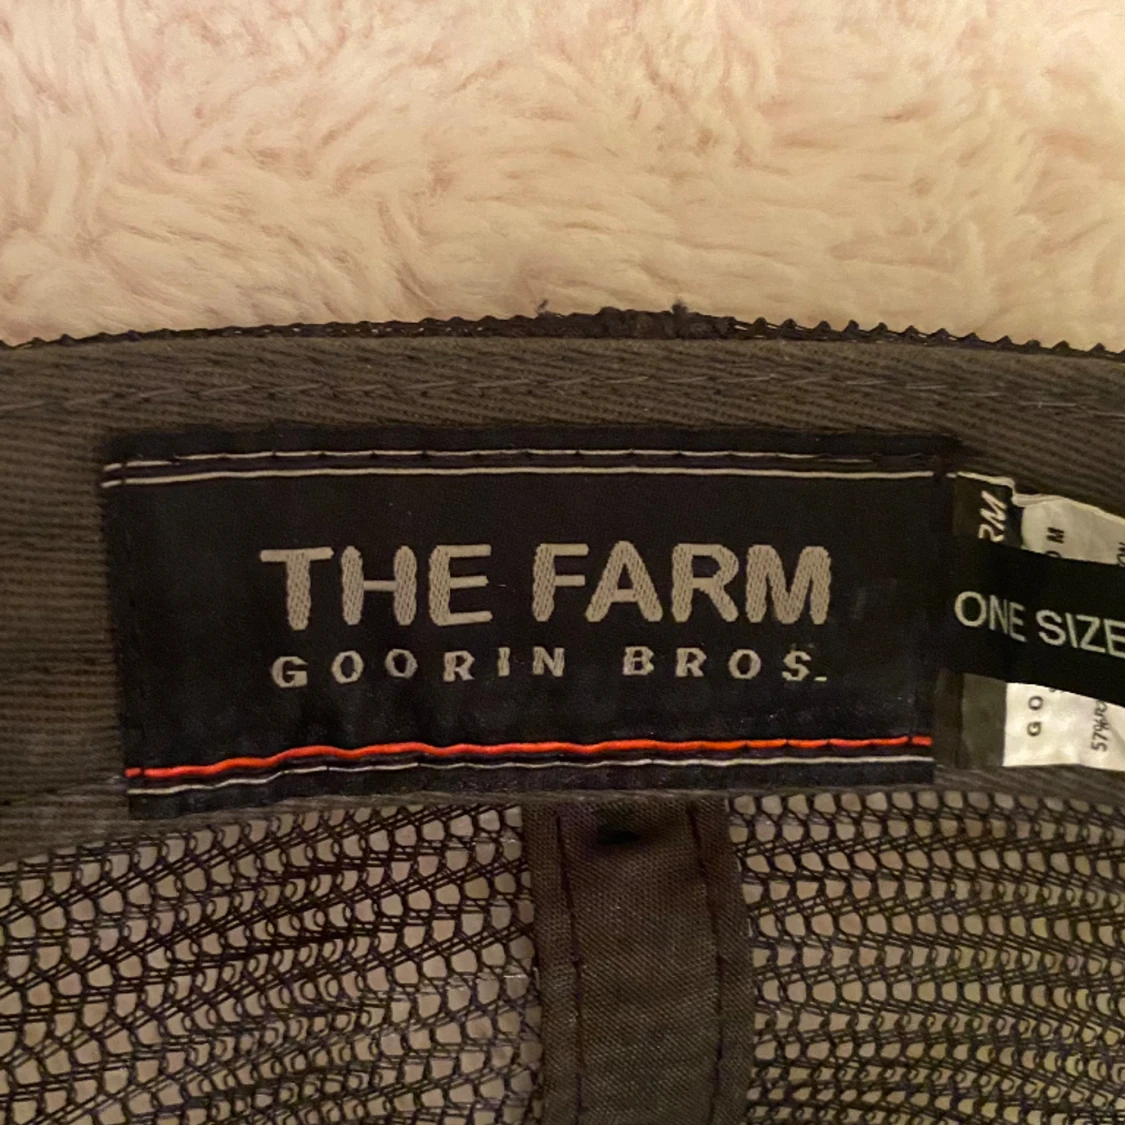 THE FARM
GOORIN BROS.
ONE SIZE